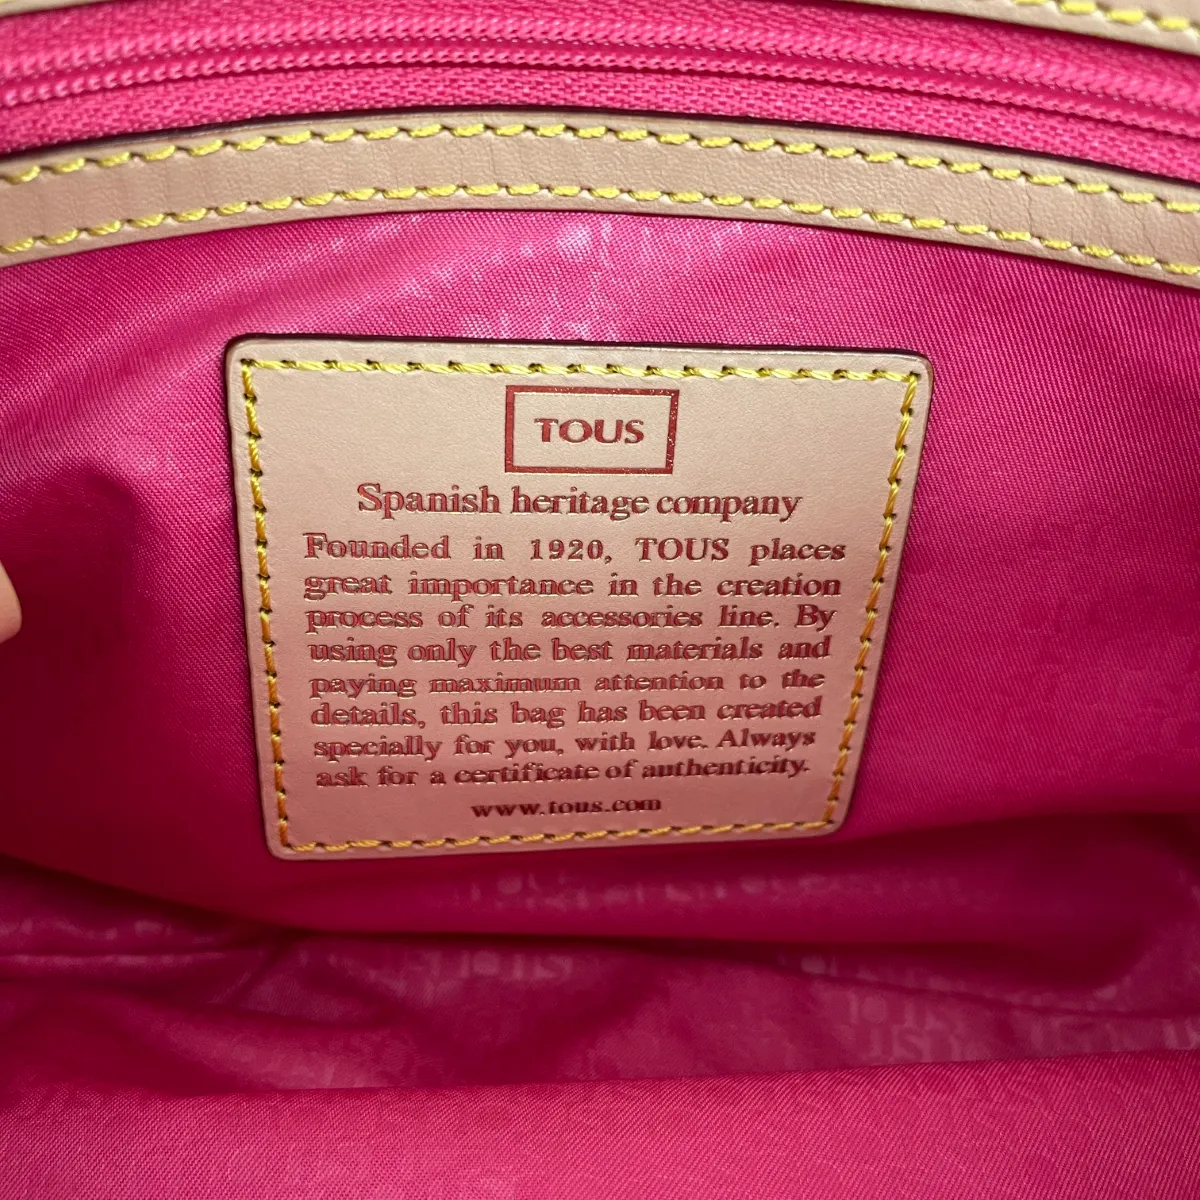 TOUS
Spanish heritage company
Founded in 1920, TOUS places
great importance in the creation
process of its accessories line. By
using only the best materials and
paying maximum attention to the
details, this bag has been created
specially for you, with love. Always
ask for a certificate of authenticity.
www.tous.com